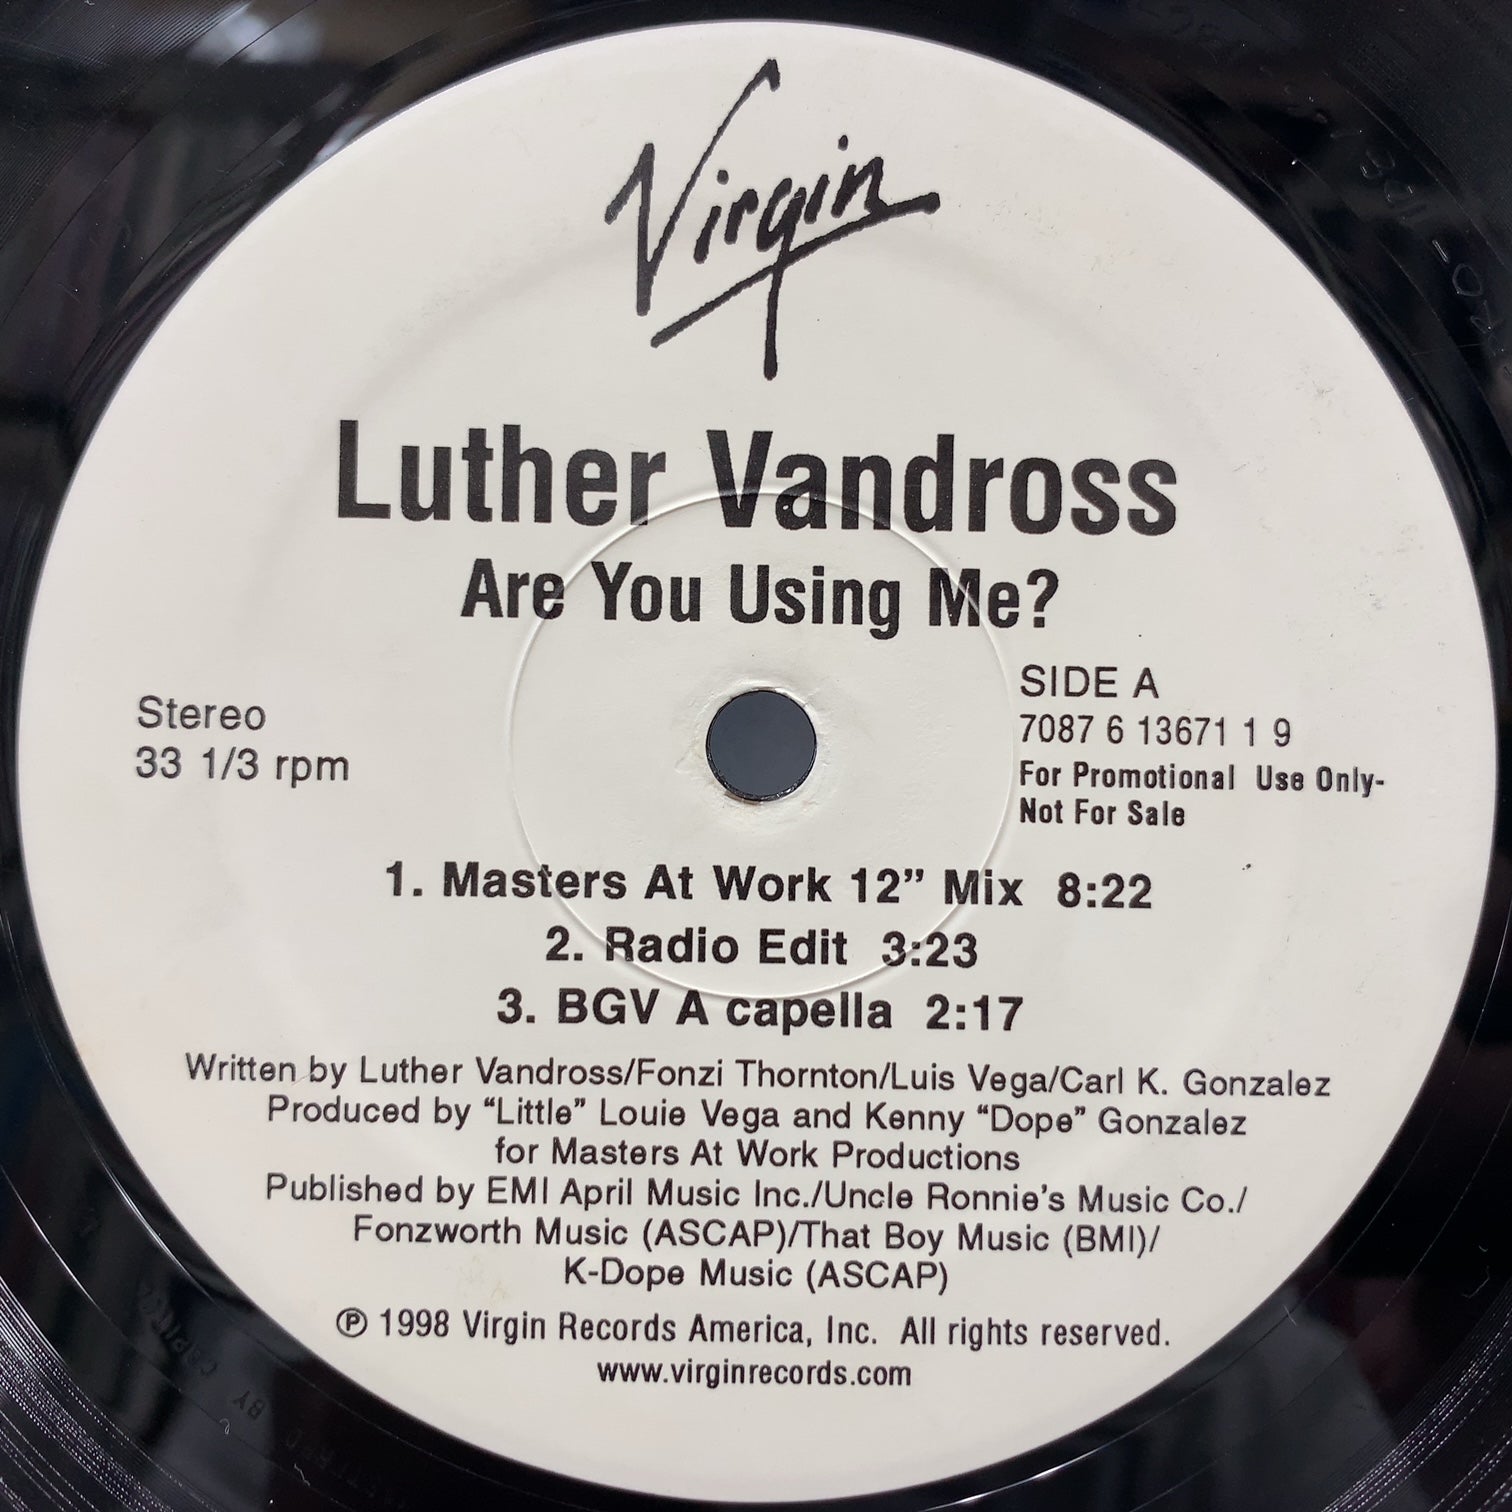 Virgin
Luther Vandross
Are You Using Me?
Stereo
33 1/3 rpm
SIDE A
7087 6 13671 1 9
For Promotional Use Only-
Not For Sale
1. Masters At Work 12” Mix 8:22
2. Radio Edit 3:23
3. BGV A capella 2:17
Written by Luther Vandross/Fonzi Thornton/Luis Vega/Carl K. Gonzalez
Produced by “Little” Louie Vega and Kenny “Dope” Gonzalez
for Masters At Work Productions
Published by EMI April Music Inc./Uncle Ronnie's Music Co./
Fonzworth Music (ASCAP)/That Boy Music (BMI)/
K-Dope Music (ASCAP)
℗ 1998 Virgin Records America, Inc. All rights reserved.
www.virginrecords.com